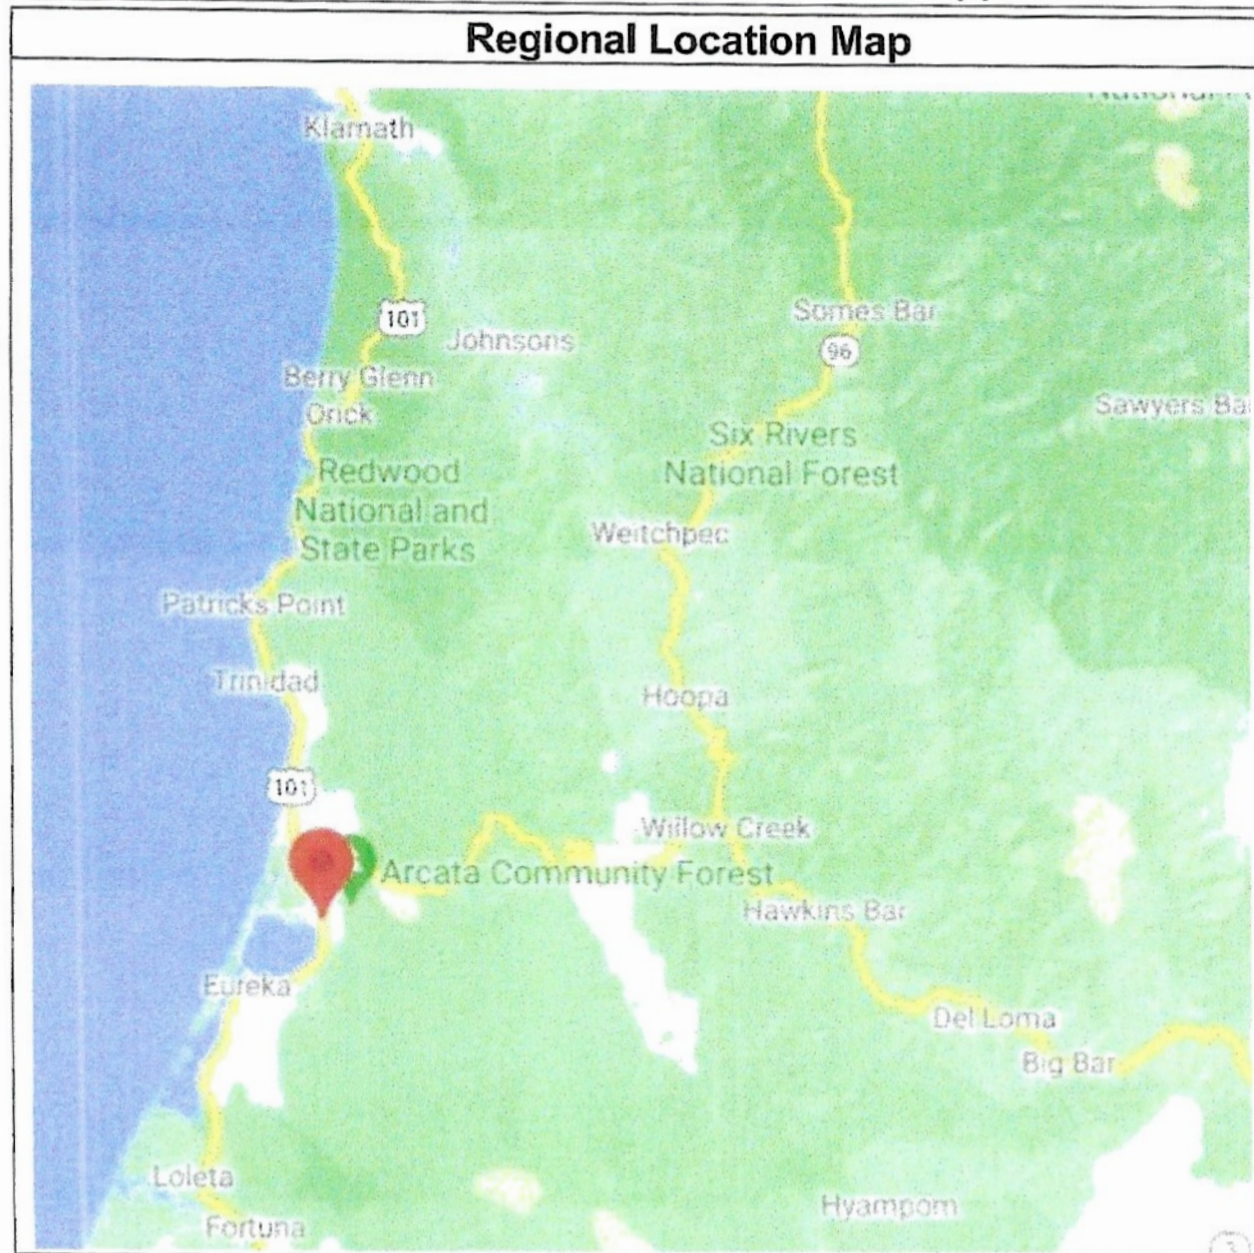 Regional Location Map
Klamath
101
Somes Bar
Johnsons
96
Berry Glenn
Orick
Sawyers Ba
Six Rivers
National Forest
Redwood
National and
State Parks
Weitchpec
Patricks Point
Trinidad
Hoopa
101
Willow Creek
Arcata Community Forest
Hawkins Bar
Eureka
Del Loma
Big Bar
Loleta
Hyampom
Fortuna
3